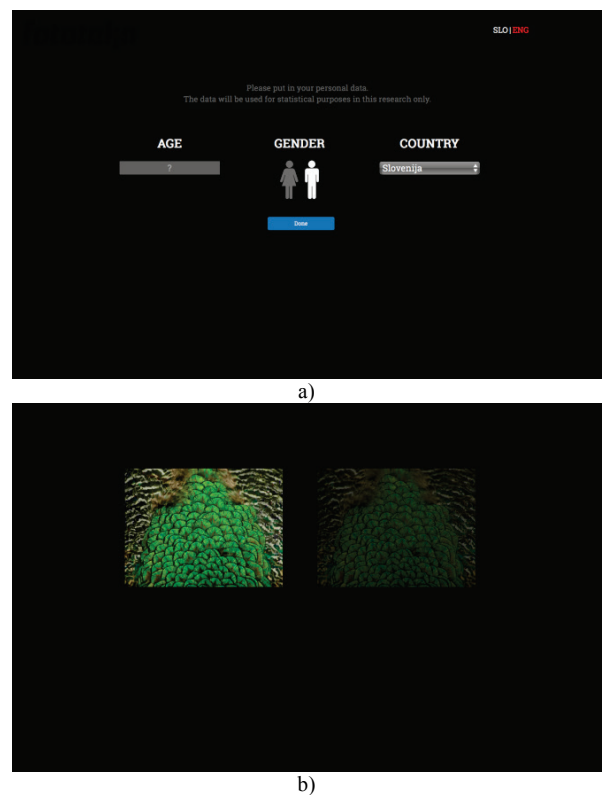 SLO | ENG
Please put in your personal data.
The data will be used for statistical purposes in this research only.
AGE GENDER COUNTRY
? Slovenija
Done
a)
b)